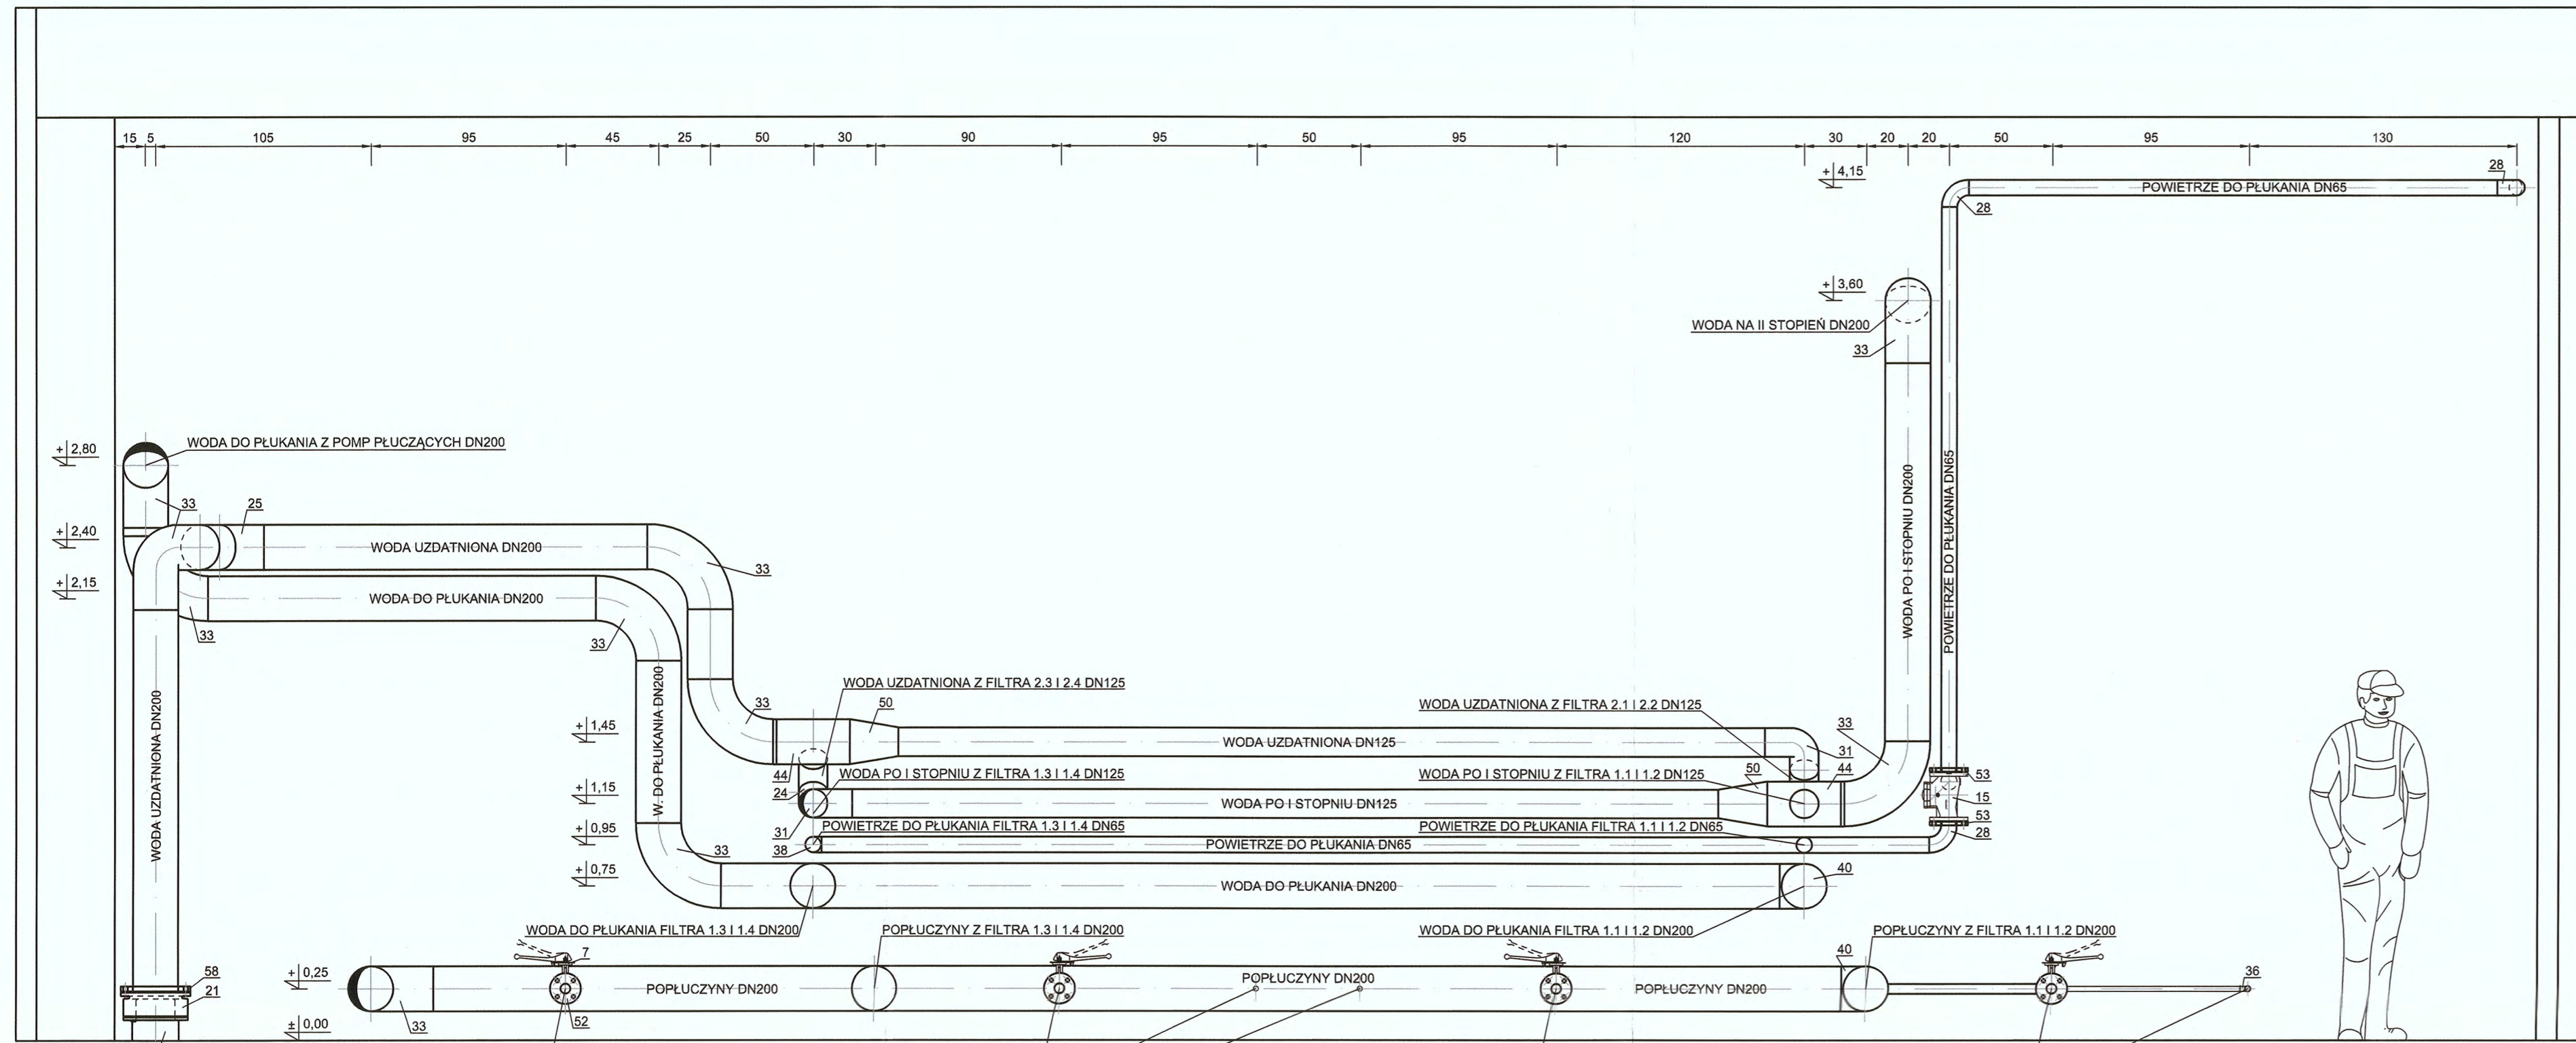 15 5 105 95 45 25 50 30 90 95 50 95 120 30 20 20 50 95 130
+ 4,15
28
POWIETRZE DO PŁUKANIA DN65
28
+ 3,60
WODA NA II STOPIEŃ DN200
33
+ 2,80
WODA DO PŁUKANIA Z POMP PŁUCZĄCYCH DN200
33
25
+ 2,40
WODA UZDATNIONA DN200
33
+ 2,15
WODA DO PŁUKANIA DN200
33
33
WODA UZDATNIONA DN200
W. DO PŁUKANIA DN200
WODA PO I STOPNIU DN200
POWIETRZE DO PŁUKANIA DN65
WODA UZDATNIONA Z FILTRA 2.3 I 2.4 DN125
33
50
WODA UZDATNIONA Z FILTRA 2.1 I 2.2 DN125
33
+ 1,45
WODA UZDATNIONA DN125
31
44
WODA PO I STOPNIU Z FILTRA 1.3 I 1.4 DN125
WODA PO I STOPNIU Z FILTRA 1.1 I 1.2 DN125
50
44
53
24
+ 1,15
WODA PO I STOPNIU DN125
15
31
POWIETRZE DO PŁUKANIA FILTRA 1.3 I 1.4 DN65
POWIETRZE DO PŁUKANIA FILTRA 1.1 I 1.2 DN65
53
+ 0,95
28
38
POWIETRZE DO PŁUKANIA DN65
33
+ 0,75
40
WODA DO PŁUKANIA DN200
WODA DO PŁUKANIA FILTRA 1.3 I 1.4 DN200
POPŁUCZYNY Z FILTRA 1.3 I 1.4 DN200
WODA DO PŁUKANIA FILTRA 1.1 I 1.2 DN200
POPŁUCZYNY Z FILTRA 1.1 I 1.2 DN200
7
40
58
+ 0,25
36
21
POPŁUCZYNY DN200
POPŁUCZYNY DN200
POPŁUCZYNY DN200
± 0,00
33
52